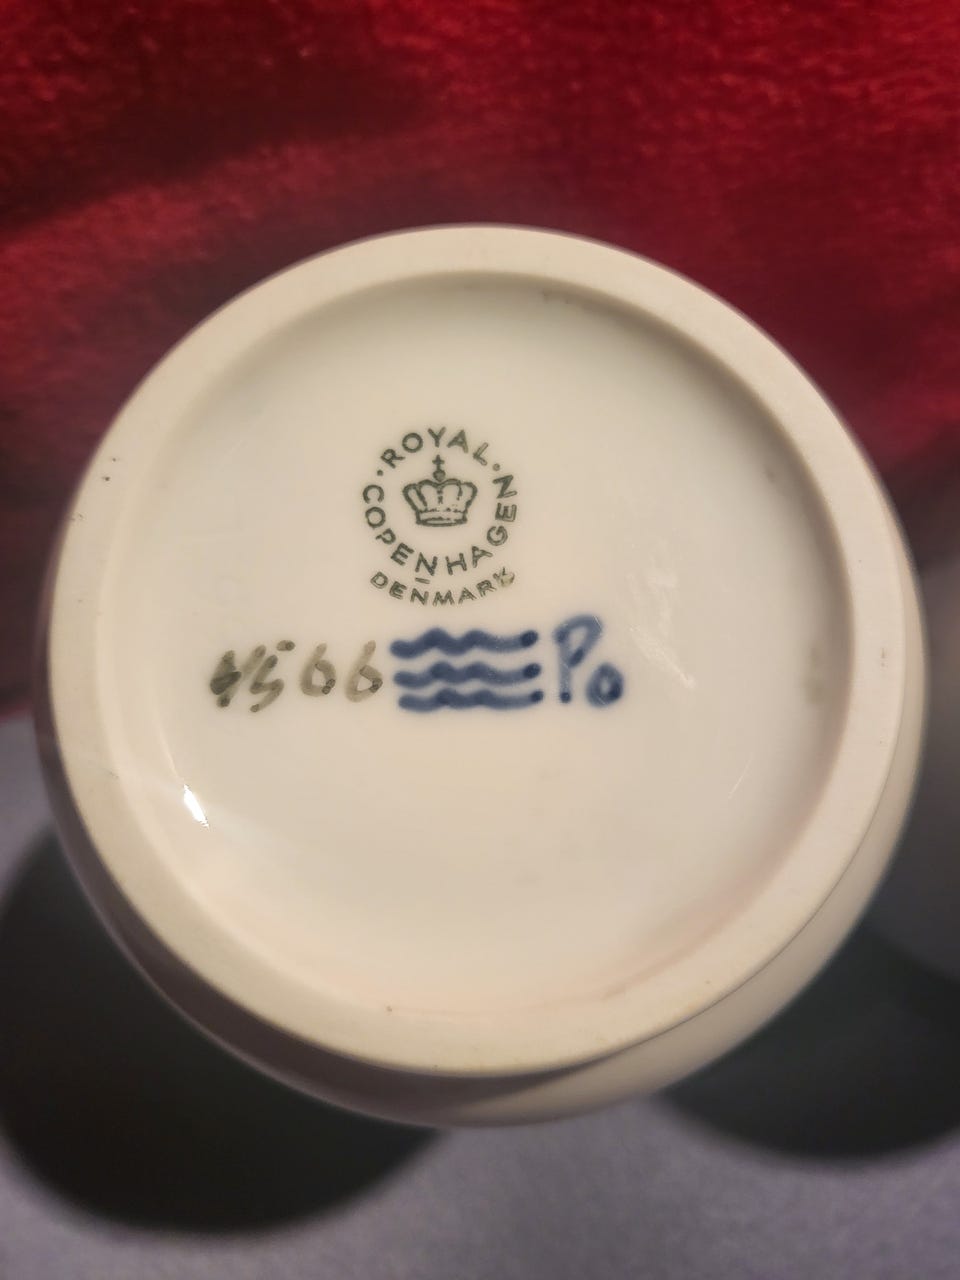 ROYAL
COPENHAGEN
DENMARK
4566 Po